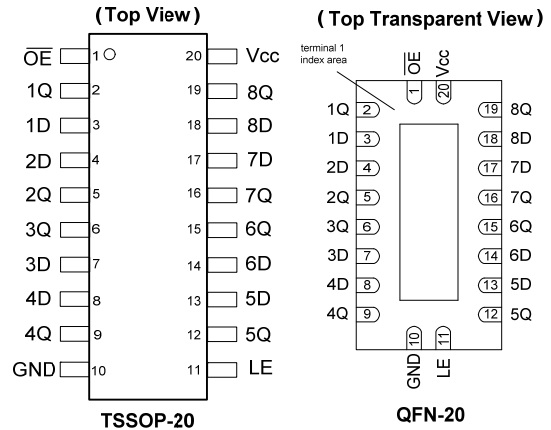 (Top View)
O̅E̅ 1 20 Vcc
1Q 2 19 8Q
1D 3 18 8D
2D 4 17 7D
2Q 5 16 7Q
3Q 6 15 6Q
3D 7 14 6D
4D 8 13 5D
4Q 9 12 5Q
GND 10 11 LE
TSSOP-20
(Top Transparent View)
terminal 1
index area
O̅E̅ Vcc
1 20
1Q 2 19 8Q
1D 3 18 8D
2D 4 17 7D
2Q 5 16 7Q
3Q 6 15 6Q
3D 7 14 6D
4D 8 13 5D
4Q 9 12 5Q
10 11
GND LE
QFN-20